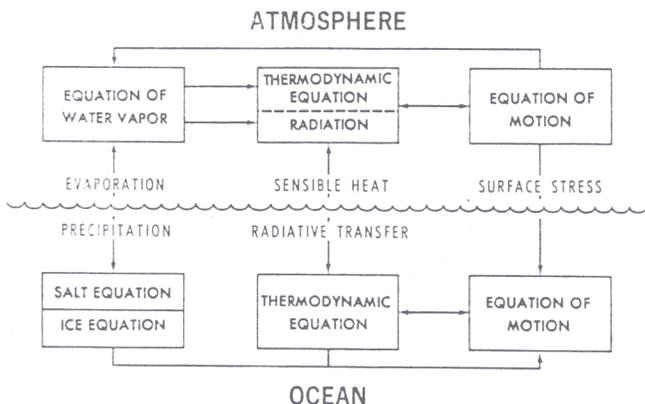 ATMOSPHERE
EQUATION OF
WATER VAPOR
THERMODYNAMIC
EQUATION
RADIATION
EQUATION OF
MOTION
EVAPORATION
SENSIBLE HEAT
SURFACE STRESS
PRECIPITATION
RADIATIVE TRANSFER
SALT EQUATION
ICE EQUATION
THERMODYNAMIC
EQUATION
EQUATION OF
MOTION
OCEAN